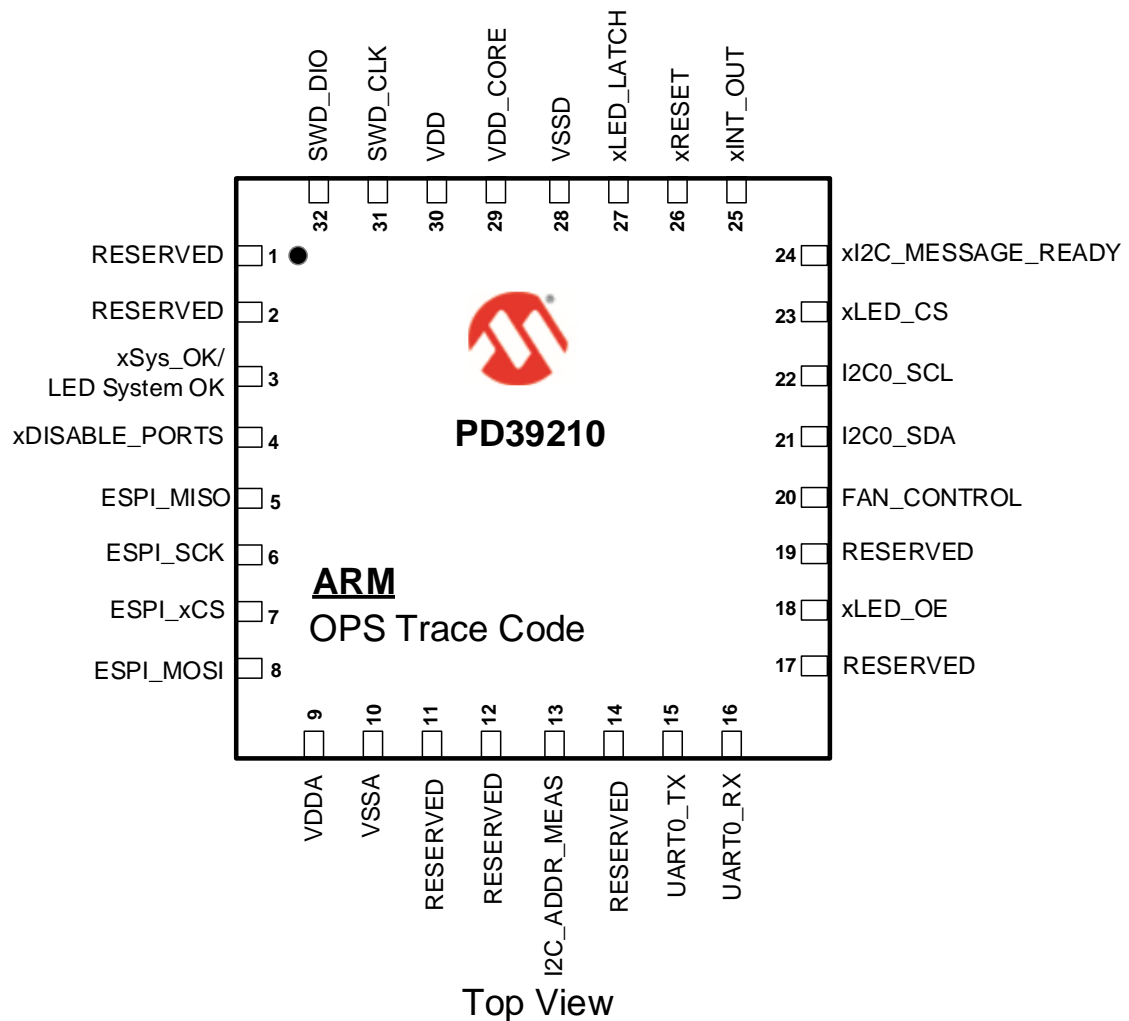 SWD_DIO
SWD_CLK
VDD
VDD_CORE
VSSD
xLED_LATCH
xRESET
xINT_OUT
32
31
30
29
28
27
26
25
RESERVED
1
RESERVED
2
xSys_OK/
LED System OK
3
xDISABLE_PORTS
4
ESPI_MISO
5
ESPI_SCK
6
ESPI_xCS
7
ESPI_MOSI
8
PD39210
ARM
OPS Trace Code
24
xI2C_MESSAGE_READY
23
xLED_CS
22
I2C0_SCL
21
I2C0_SDA
20
FAN_CONTROL
19
RESERVED
18
xLED_OE
17
RESERVED
9
10
11
12
13
14
15
16
VDDA
VSSA
RESERVED
RESERVED
I2C_ADDR_MEAS
RESERVED
UART0_TX
UART0_RX
Top View